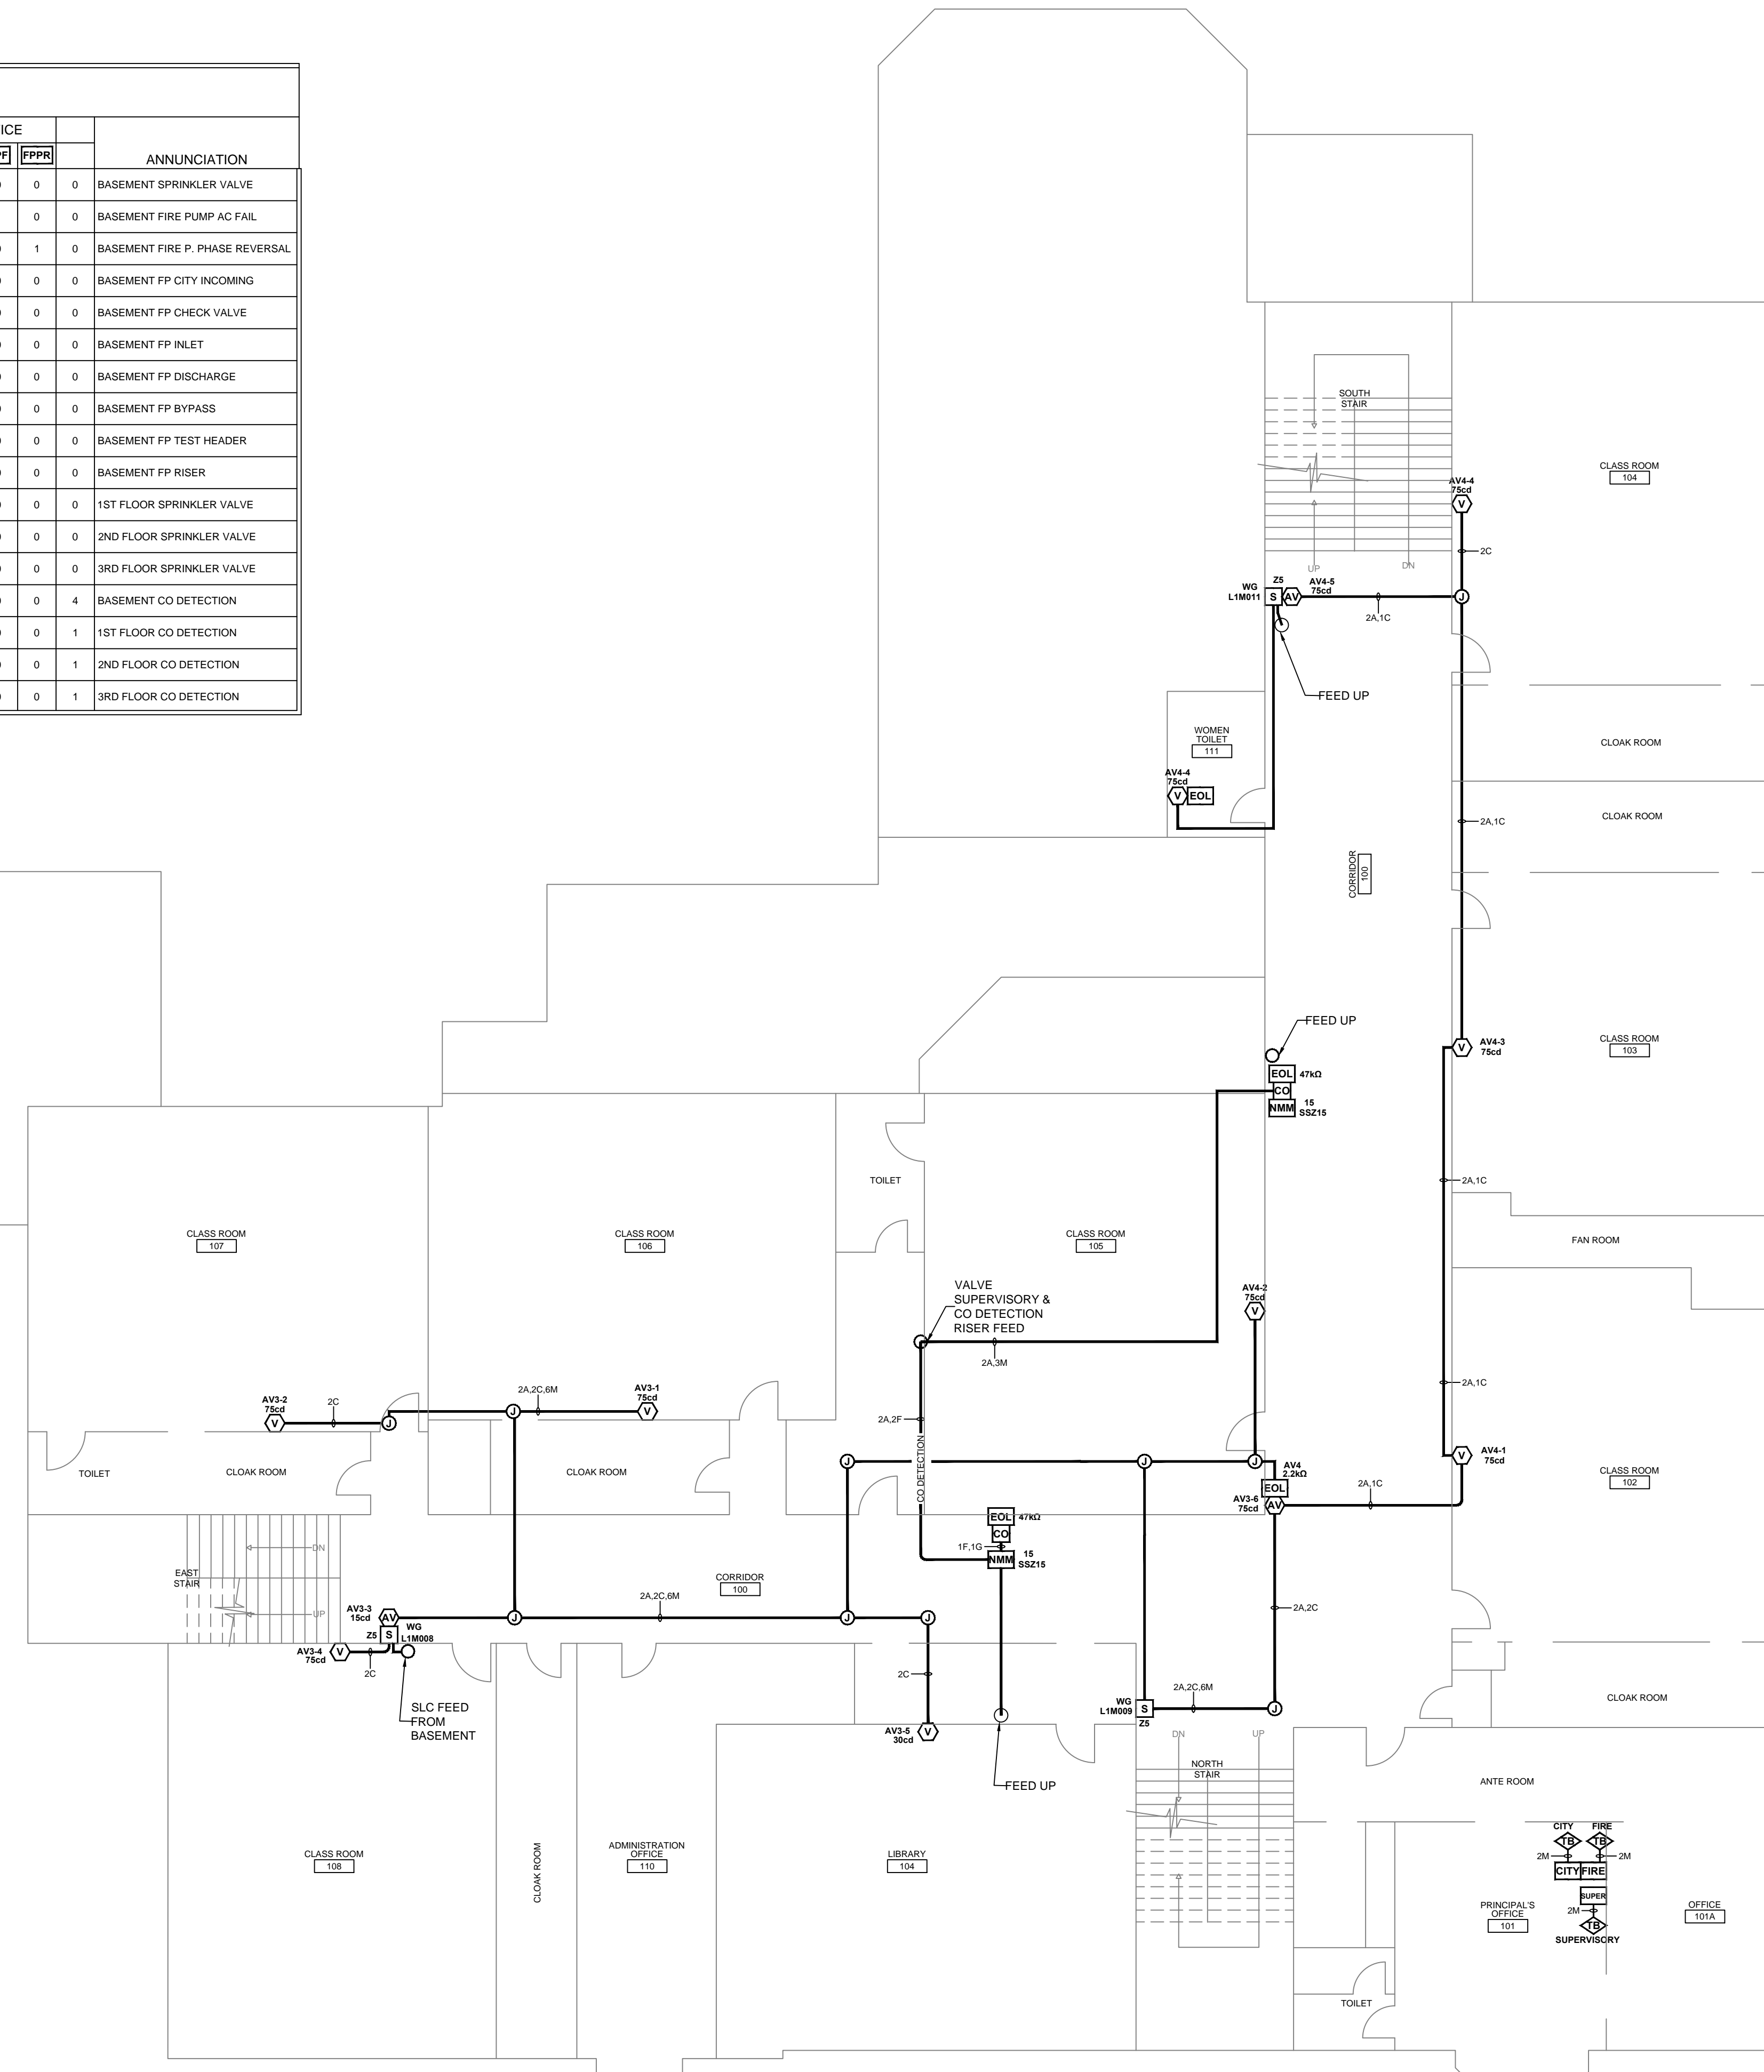 ICE
FPPR
ANNUNCIATION
0 0 BASEMENT SPRINKLER VALVE
0 0 BASEMENT FIRE PUMP AC FAIL
1 0 BASEMENT FIRE P. PHASE REVERSAL
0 0 BASEMENT FP CITY INCOMING
0 0 BASEMENT FP CHECK VALVE
0 0 BASEMENT FP INLET
0 0 BASEMENT FP DISCHARGE
0 0 BASEMENT FP BYPASS
0 0 BASEMENT FP TEST HEADER
0 0 BASEMENT FP RISER
0 0 1ST FLOOR SPRINKLER VALVE
0 0 2ND FLOOR SPRINKLER VALVE
0 0 3RD FLOOR SPRINKLER VALVE
0 4 BASEMENT CO DETECTION
0 1 1ST FLOOR CO DETECTION
0 1 2ND FLOOR CO DETECTION
0 1 3RD FLOOR CO DETECTION
SOUTH
STAIR
UP
DN
CLASS ROOM
104
AV4-4
75cd
V
2C
WG
L1M011
Z5
S
AV
AV4-5
75cd
2A,1C
J
FEED UP
WOMEN
TOILET
111
AV4-4
75cd
V
EOL
CLOAK ROOM
CLOAK ROOM
2A,1C
CORRIDOR
100
FEED UP
EOL
47kΩ
CO
NMM
15
SSZ15
V
AV4-3
75cd
CLASS ROOM
103
2A,1C
FAN ROOM
TOILET
CLASS ROOM
107
CLASS ROOM
106
CLASS ROOM
105
VALVE
SUPERVISORY &
CO DETECTION
RISER FEED
2A,3M
AV4-2
75cd
V
2A,1C
AV3-2
75cd
V
2C
J
J
2A,2C,6M
AV3-1
75cd
V
2A,2F
CO DETECTION
TOILET
CLOAK ROOM
CLOAK ROOM
J
J
J
AV4
2.2kΩ
EOL
AV3-6
75cd
AV
2A,1C
V
AV4-1
75cd
CLASS ROOM
102
EOL
47kΩ
CO
1F,1G
NMM
15
SSZ15
DN
EAST
STAIR
UP
CORRIDOR
100
AV3-3
15cd
AV
Z5
S
WG
L1M008
AV3-4
75cd
V
2C
J
2A,2C,6M
J
J
2C
AV3-5
30cd
V
2A,2C
SLC FEED
FROM
BASEMENT
WG
L1M009
S
Z5
2A,2C,6M
J
CLOAK ROOM
FEED UP
DN
UP
NORTH
STAIR
ANTE ROOM
CLASS ROOM
108
CLOAK ROOM
ADMINISTRATION
OFFICE
110
LIBRARY
104
CITY
FIRE
TB
TB
2M
2M
CITY
FIRE
SUPER
2M
TB
SUPERVISORY
PRINCIPAL'S
OFFICE
101
OFFICE
101A
TOILET